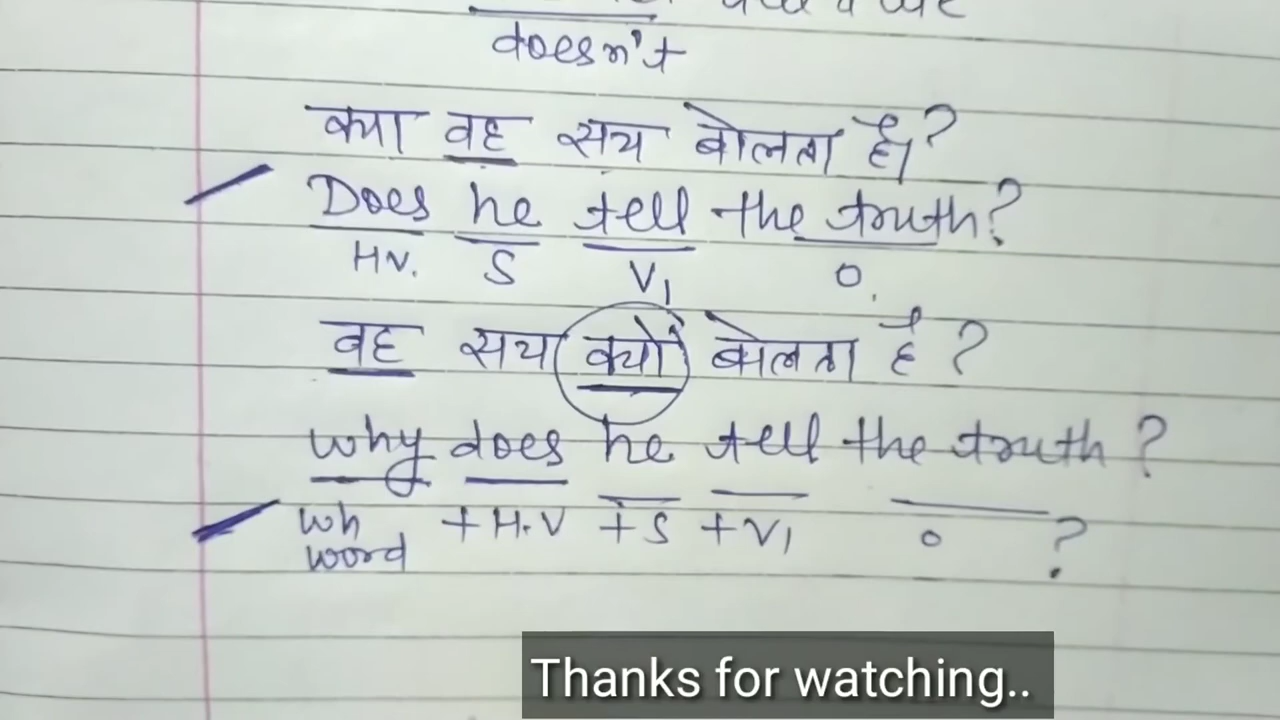 doesn't
क्या वह सच बोलता है?
Does he tell the truth?
HV. S V1 O.
वह सच क्यों बोलता है ?
Why does he tell the truth ?
Wh + H.V + S + V1 O ?
word
Thanks for watching..